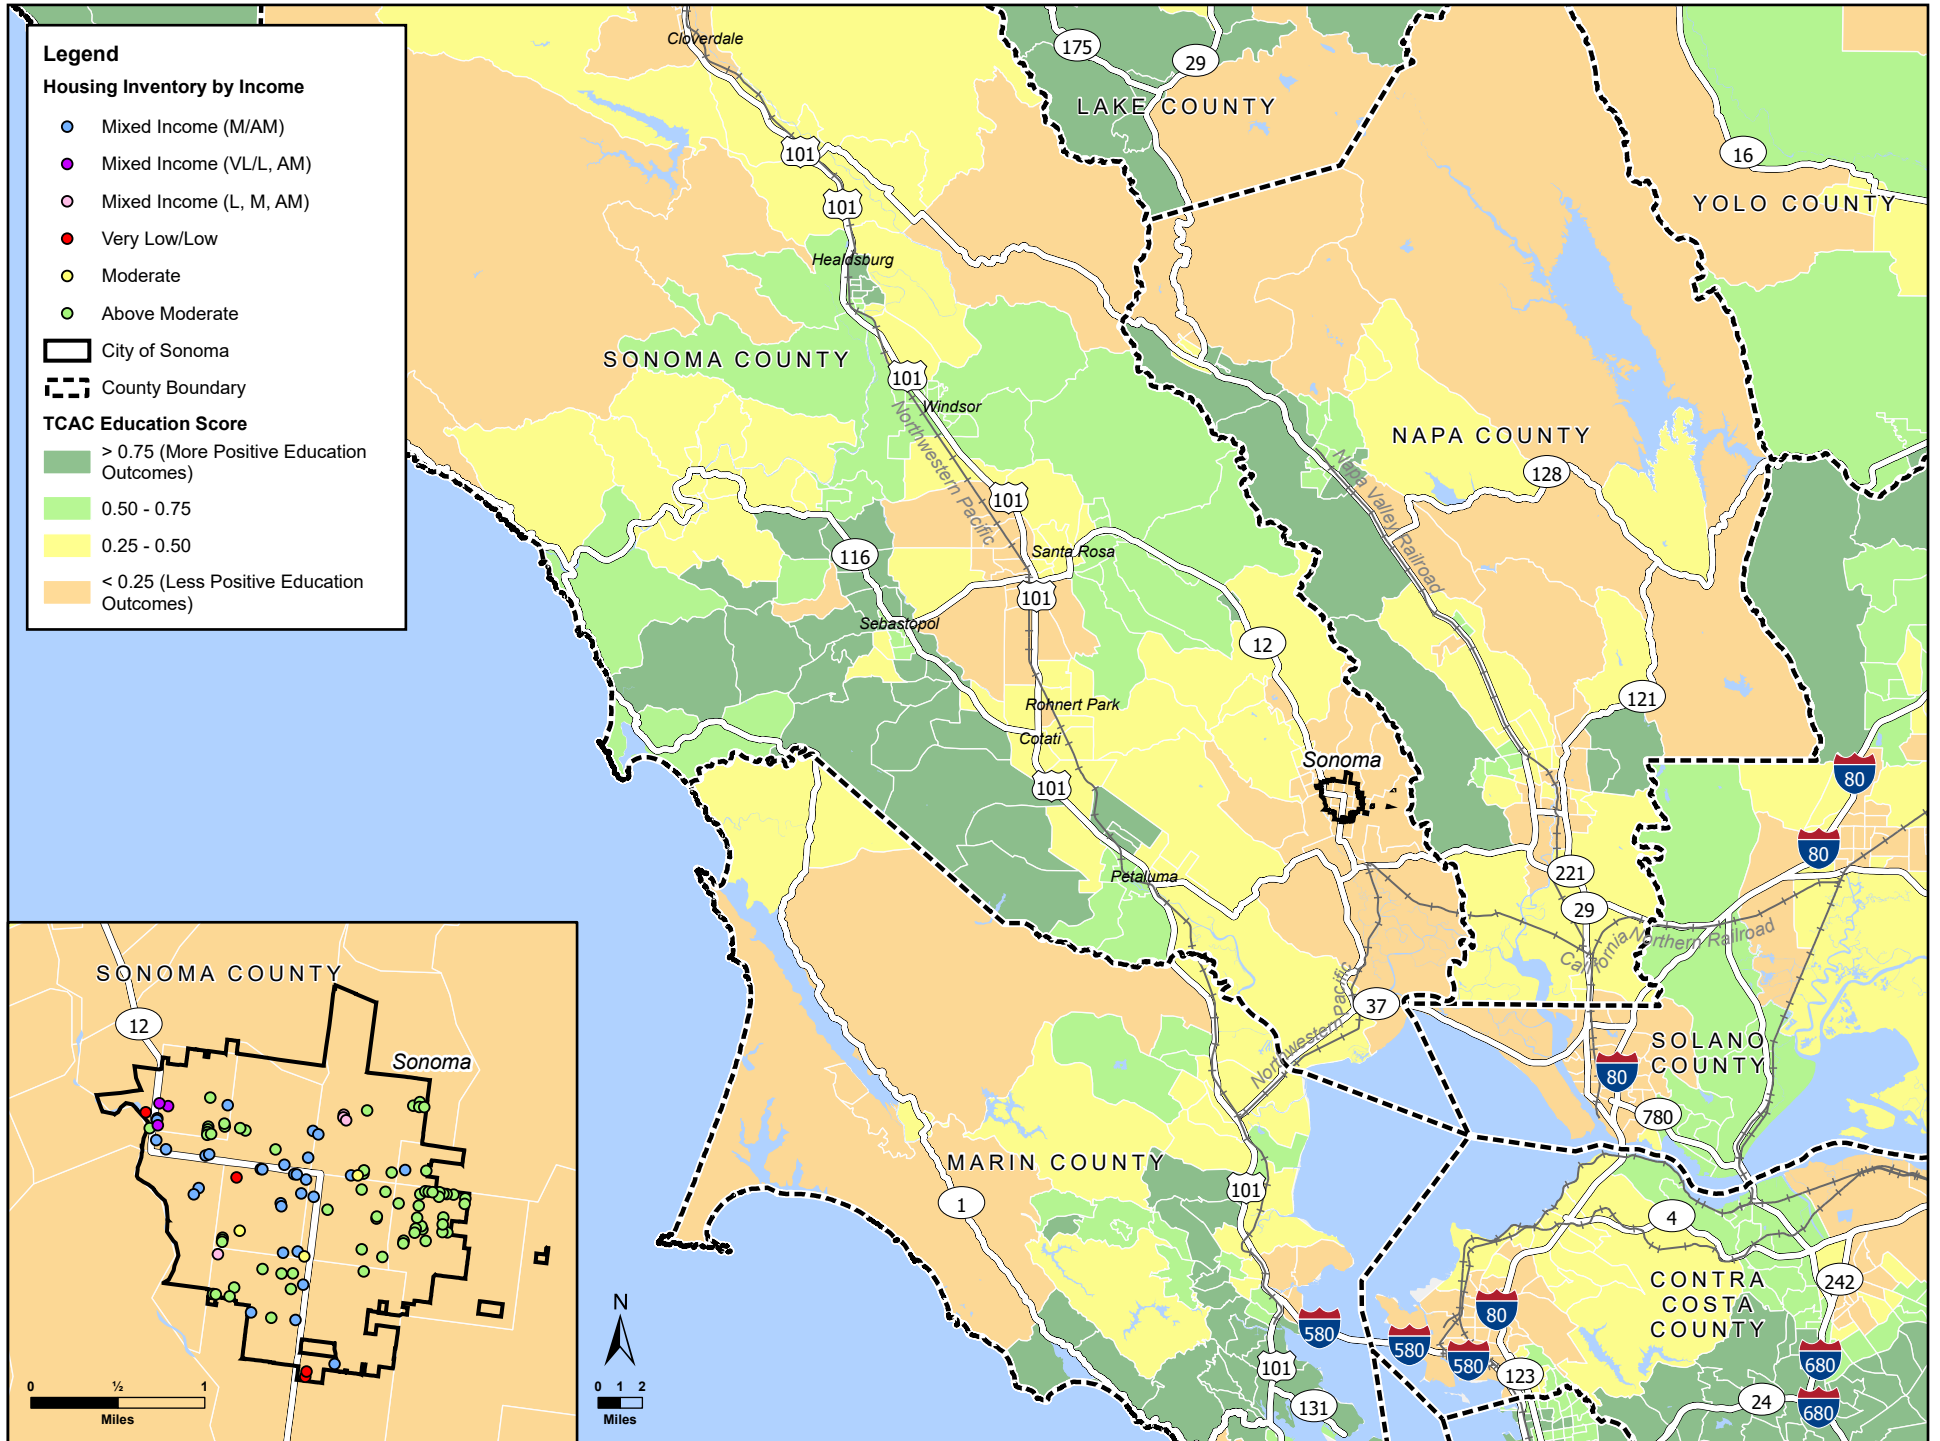 Legend
Housing Inventory by Income
Mixed Income (M/AM)
Mixed Income (VL/L, AM)
Mixed Income (L, M, AM)
Very Low/Low
Moderate
Above Moderate
City of Sonoma
County Boundary
TCAC Education Score
> 0.75 (More Positive Education
Outcomes)
0.50 - 0.75
0.25 - 0.50
< 0.25 (Less Positive Education
Outcomes)
Cloverdale
175
29
LAKE COUNTY
101
16
101
YOLO COUNTY
Healdsburg
SONOMA COUNTY
101
Windsor
Northwestern Pacific
NAPA COUNTY
Napa Valley Railroad
128
101
116
Santa Rosa
101
Sebastopol
12
121
Rohnert Park
Cotati
Sonoma
101
80
80
Petaluma
221
29
California Northern Railroad
Northwestern Pacific
37
SOLANO
COUNTY
80
780
MARIN COUNTY
101
1
4
CONTRA
COSTA
COUNTY
242
80
580
580
580
101
123
680
24
680
131
SONOMA COUNTY
12
Sonoma
0 ½ 1
Miles
N
0 1 2
Miles